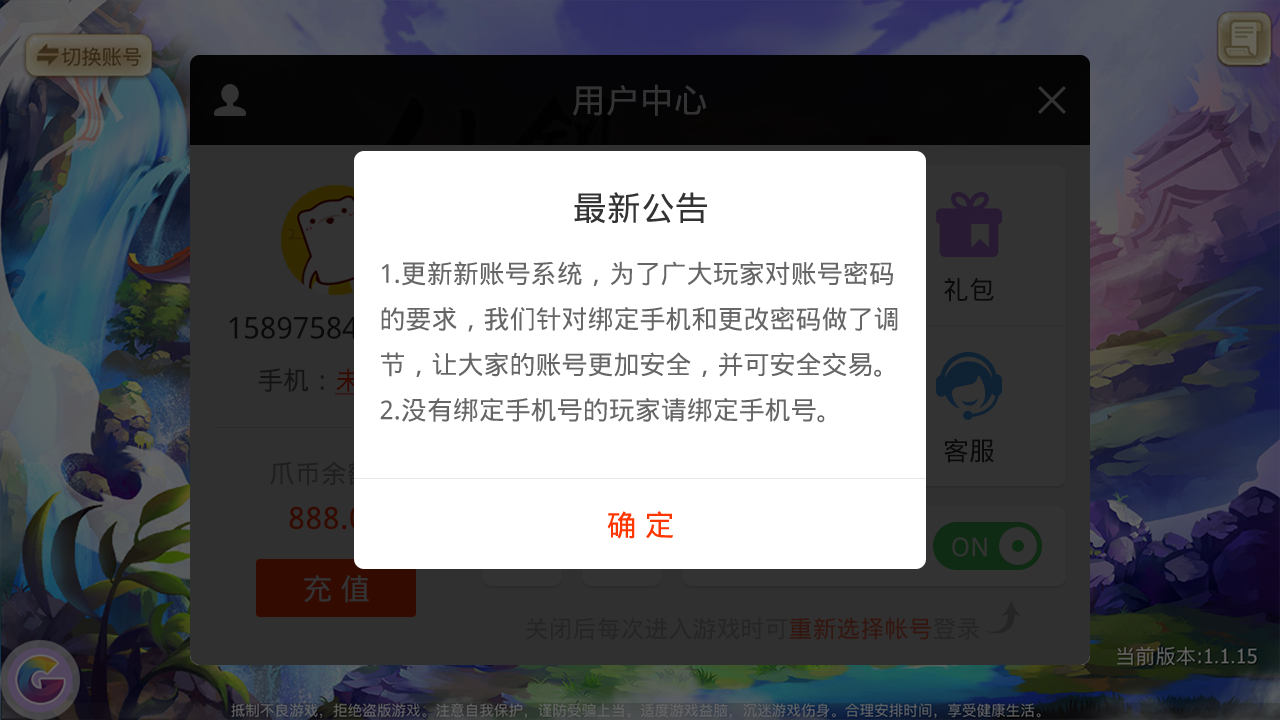 切换账号
用户中心
最新公告
1.更新新账号系统，为了广大玩家对账号密码
的要求，我们针对绑定手机和更改密码做了调
节，让大家的账号更加安全，并可安全交易。
2.没有绑定手机号的玩家请绑定手机号。
确 定
15897584
手机：未
爪币余
888.
充 值
礼包
客服
ON
关闭后每次进入游戏时可重新选择帐号登录
当前版本:1.1.15
抵制不良游戏，拒绝盗版游戏。注意自我保护，谨防受骗上当。适度游戏益脑，沉迷游戏伤身。合理安排时间，享受健康生活。